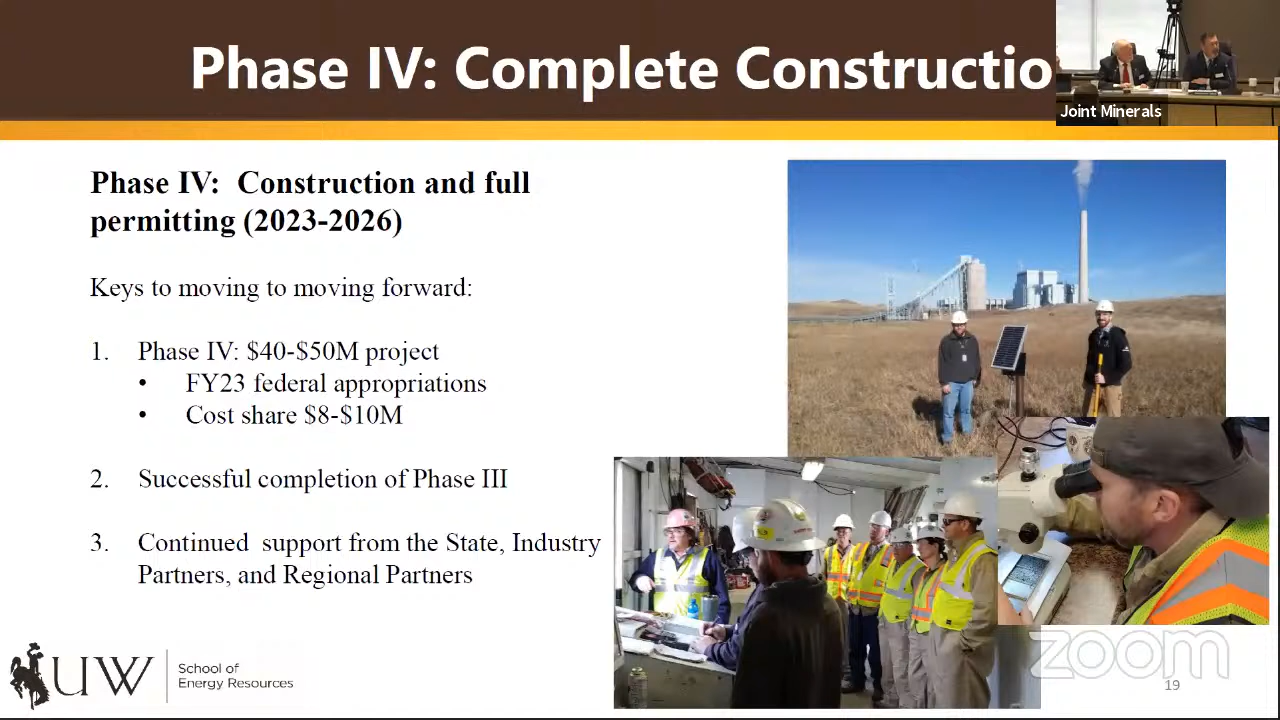 Phase IV: Complete Constructio
Joint Minerals
Phase IV:  Construction and full
permitting (2023-2026)
Keys to moving to moving forward:
1. Phase IV: $40-$50M project
• FY23 federal appropriations
• Cost share $8-$10M
2. Successful completion of Phase III
3. Continued  support from the State, Industry
Partners, and Regional Partners
UW
School of
Energy Resources
zoom
19